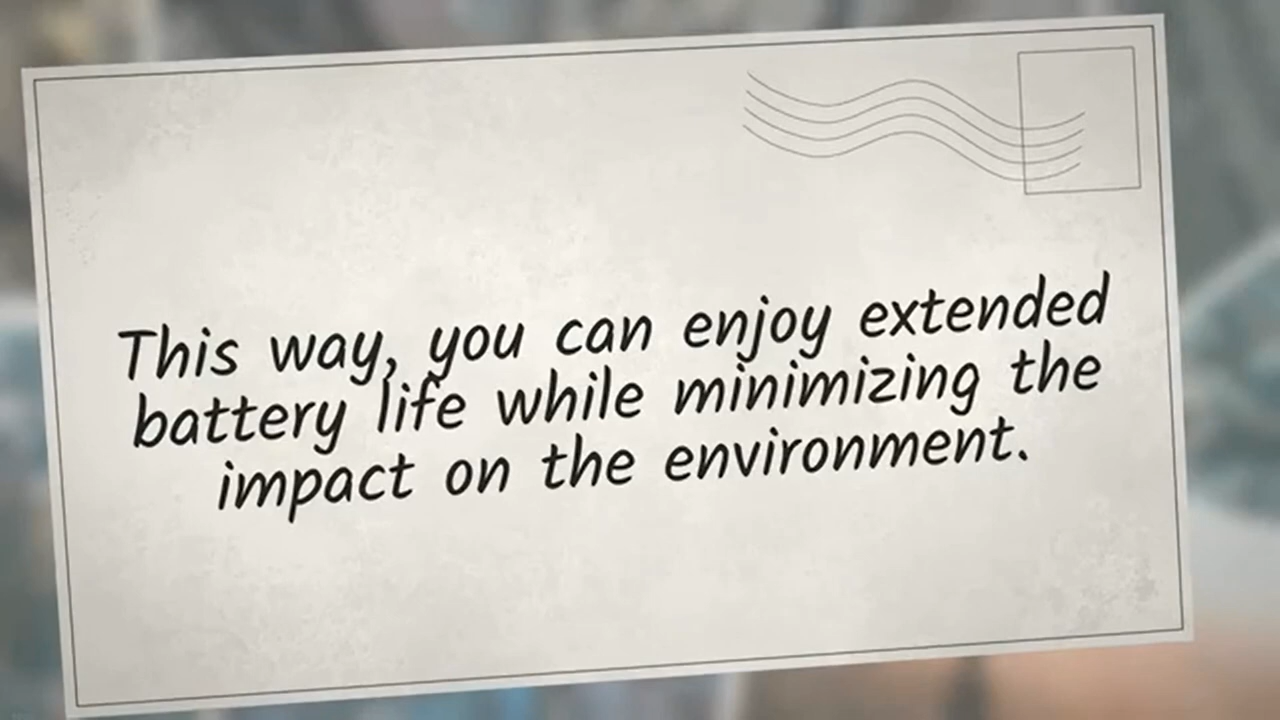 This way, you can enjoy extended
battery life while minimizing the
impact on the environment.